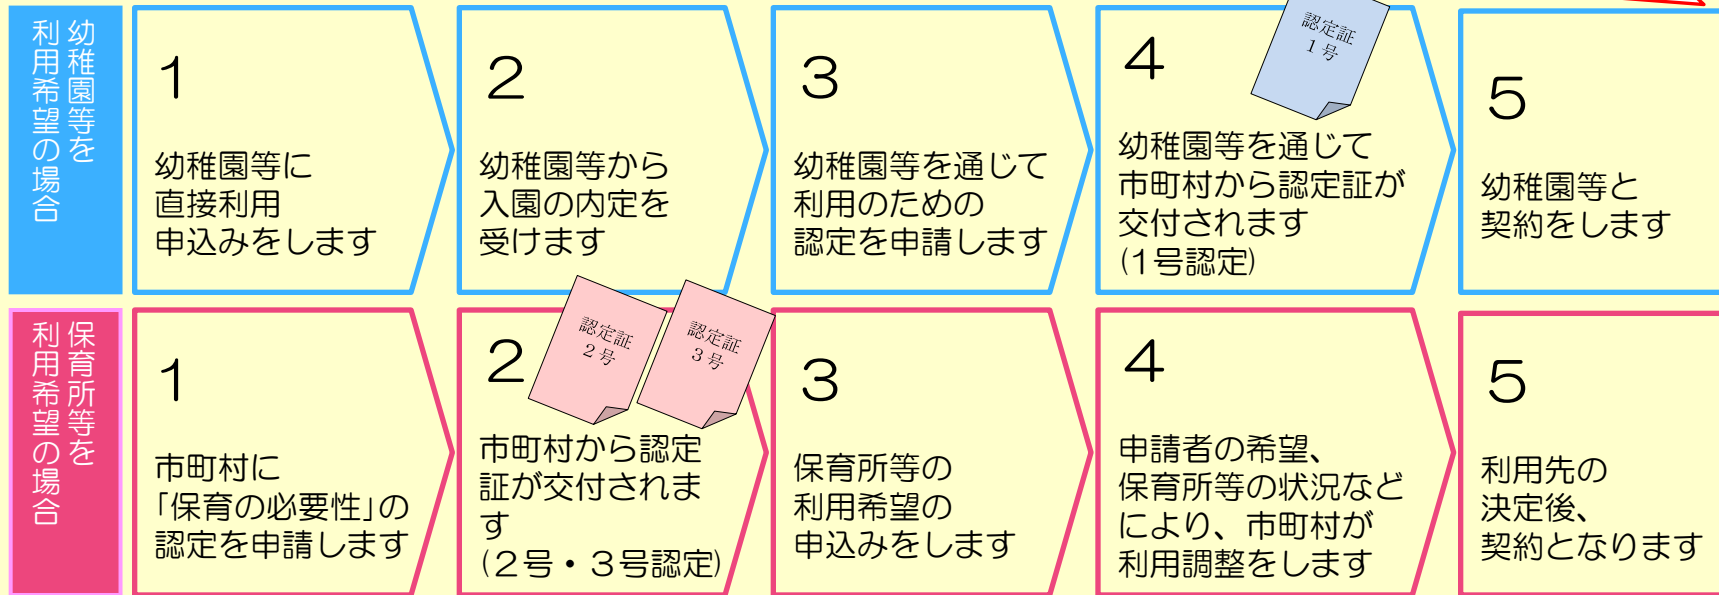 幼稚園等を
利用希望の場合
1
幼稚園等に
直接利用
申込みをします
2
幼稚園等から
入園の内定を
受けます
3
幼稚園等を通じて
利用のための
認定を申請します
認定証
1号
4
幼稚園等を通じて
市町村から認定証が
交付されます
(1号認定)
5
幼稚園等と
契約をします
保育所等を
利用希望の場合
1
市町村に
「保育の必要性」の
認定を申請します
認定証
2号
認定証
3号
2
市町村から認定
証が交付されま
す
(2号・3号認定)
3
保育所等の
利用希望の
申込みをします
4
申請者の希望、
保育所等の状況など
により、市町村が
利用調整をします
5
利用先の
決定後、
契約となります